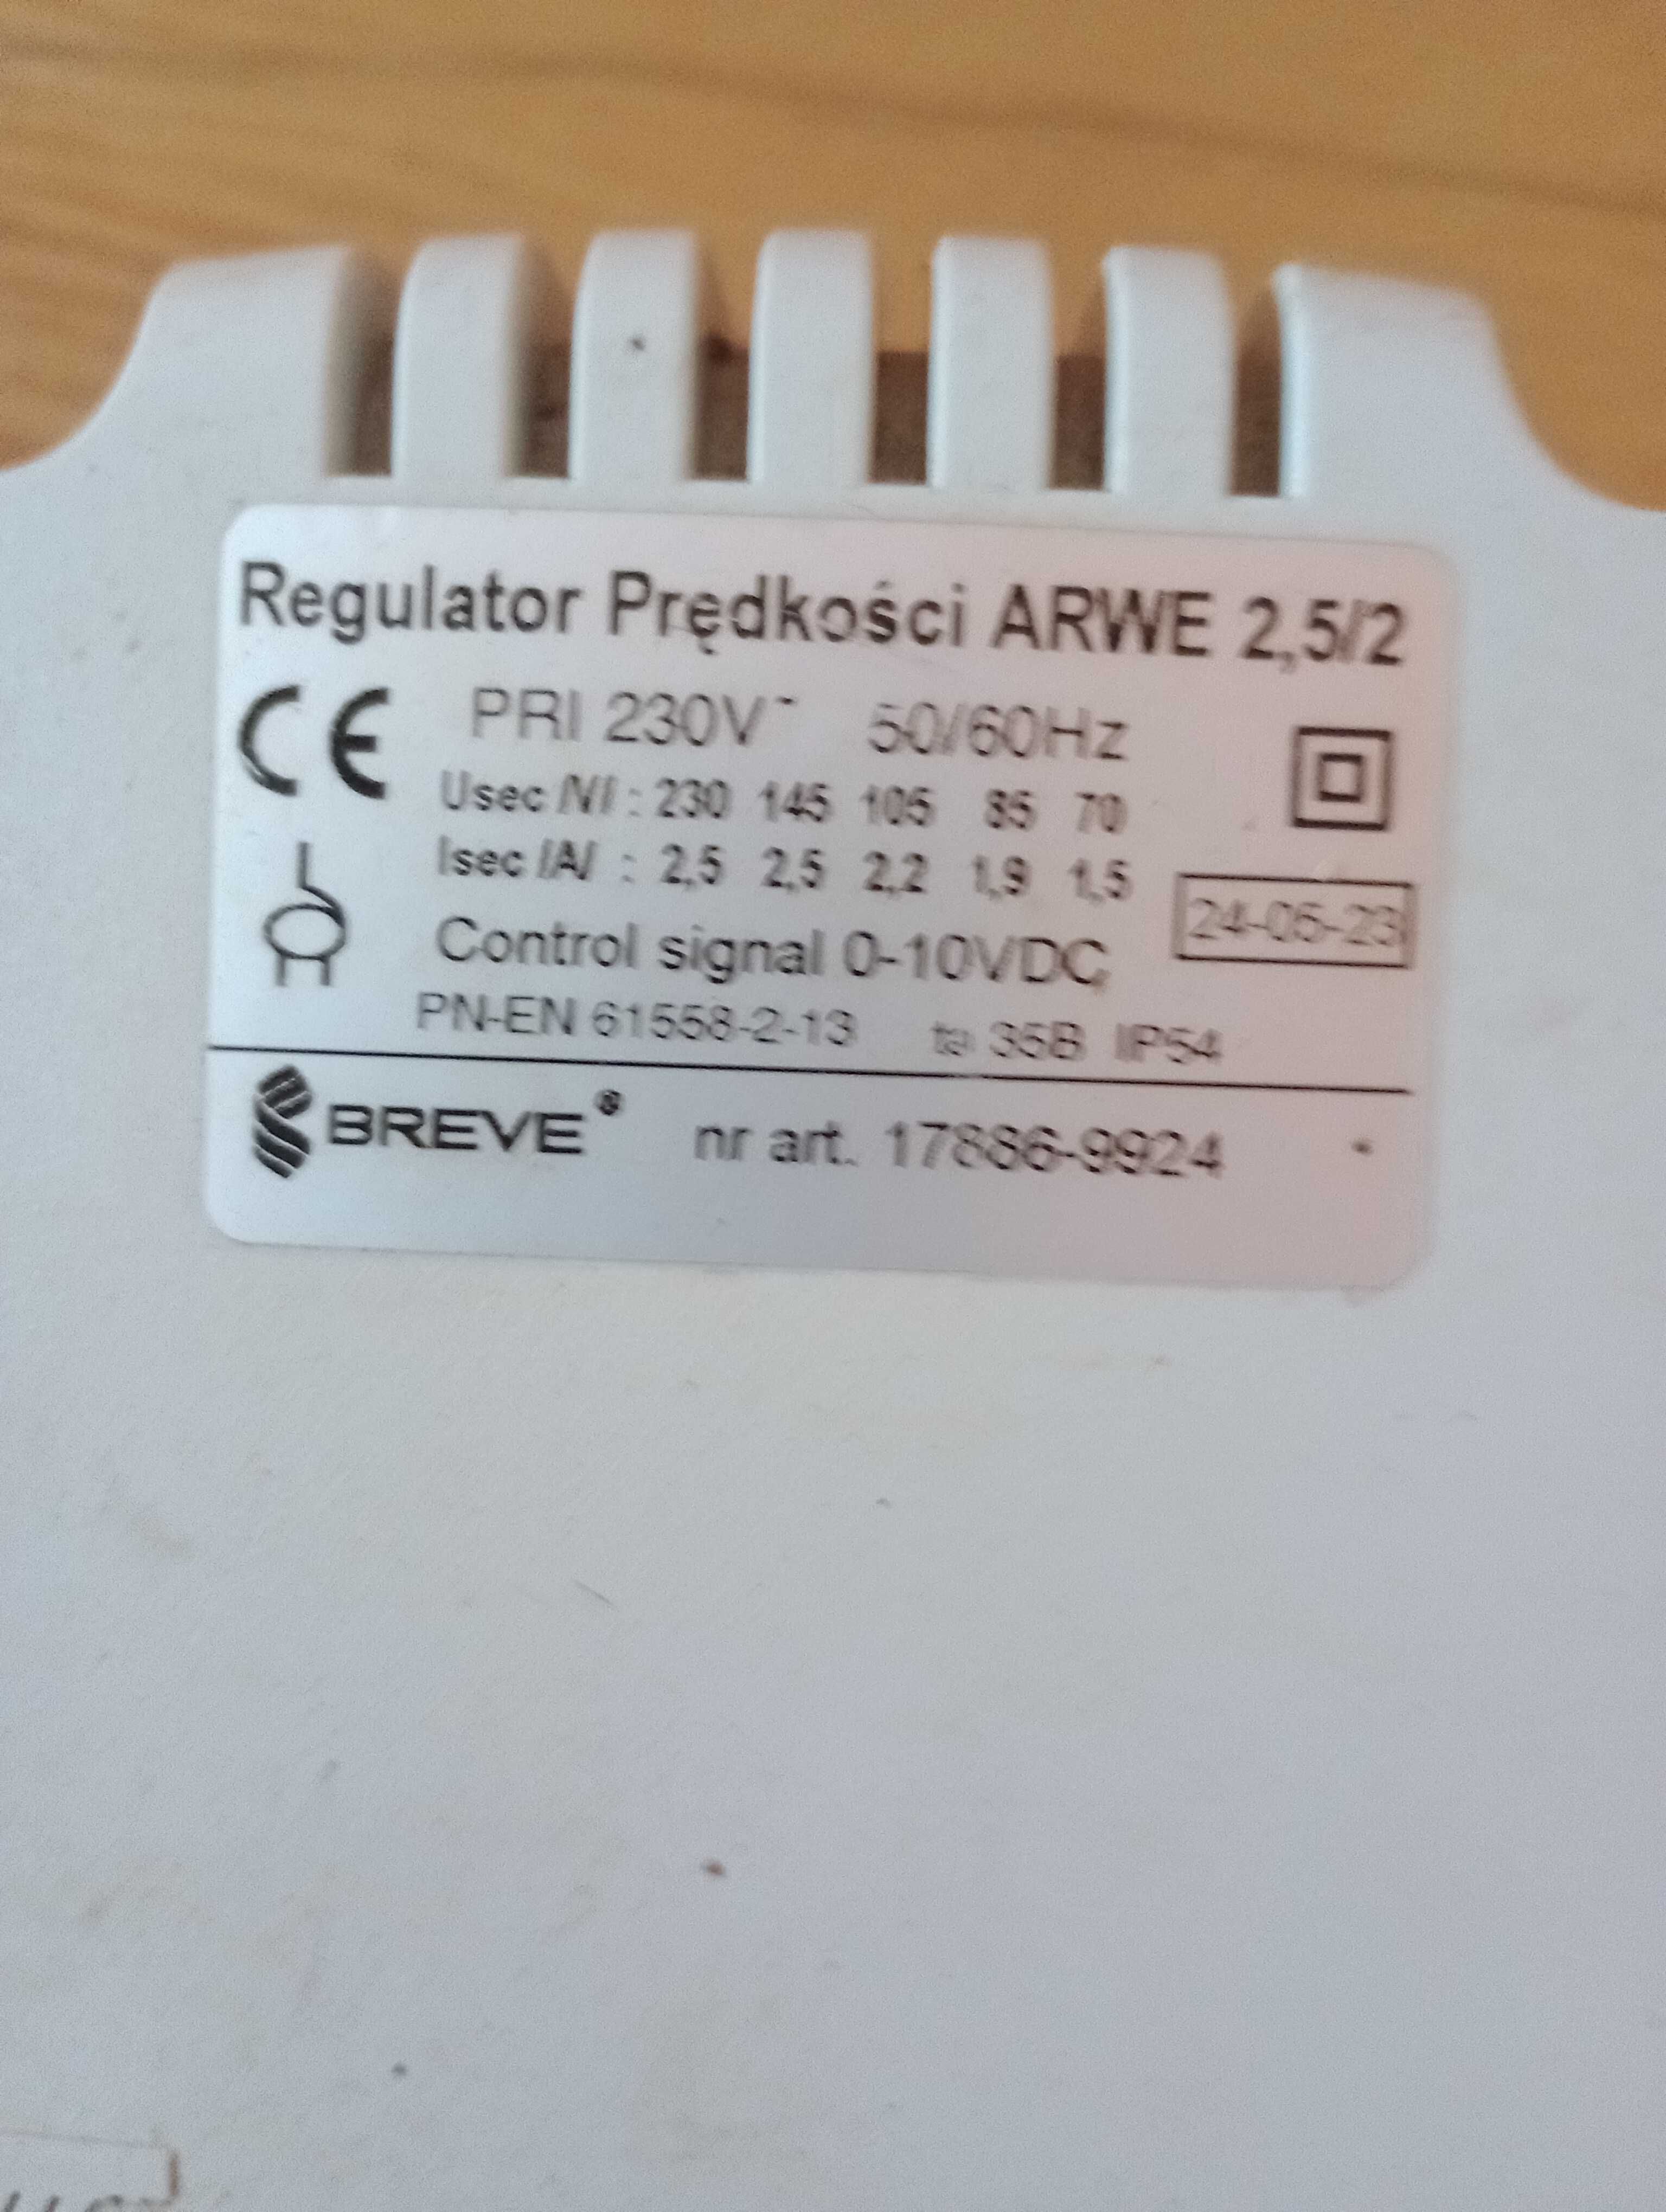 Regulator Prędkości ARWE 2,5/2
CE PRI 230V~ 50/60Hz
Usec /V/ : 230 145 105 85 70
Isec /A/ : 2,5 2,5 2,2 1,9 1,5
24-05-23
Control signal 0-10VDC
PN-EN 61558-2-13 ta 35B IP54
BREVE® nr art. 17886-9924